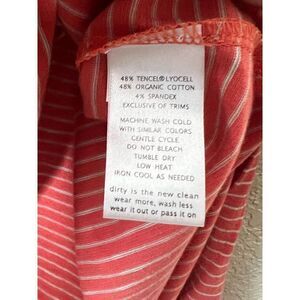 48% TENCEL® LYOCELL
48% ORGANIC COTTON
4% SPANDEX
EXCLUSIVE OF TRIMS
MACHINE WASH COLD
WITH SIMILAR COLORS
GENTLE CYCLE
DO NOT BLEACH
TUMBLE DRY
LOW HEAT
IRON COOL AS NEEDED
dirty is the new clean
wear more, wash less
wear it out or pass it on